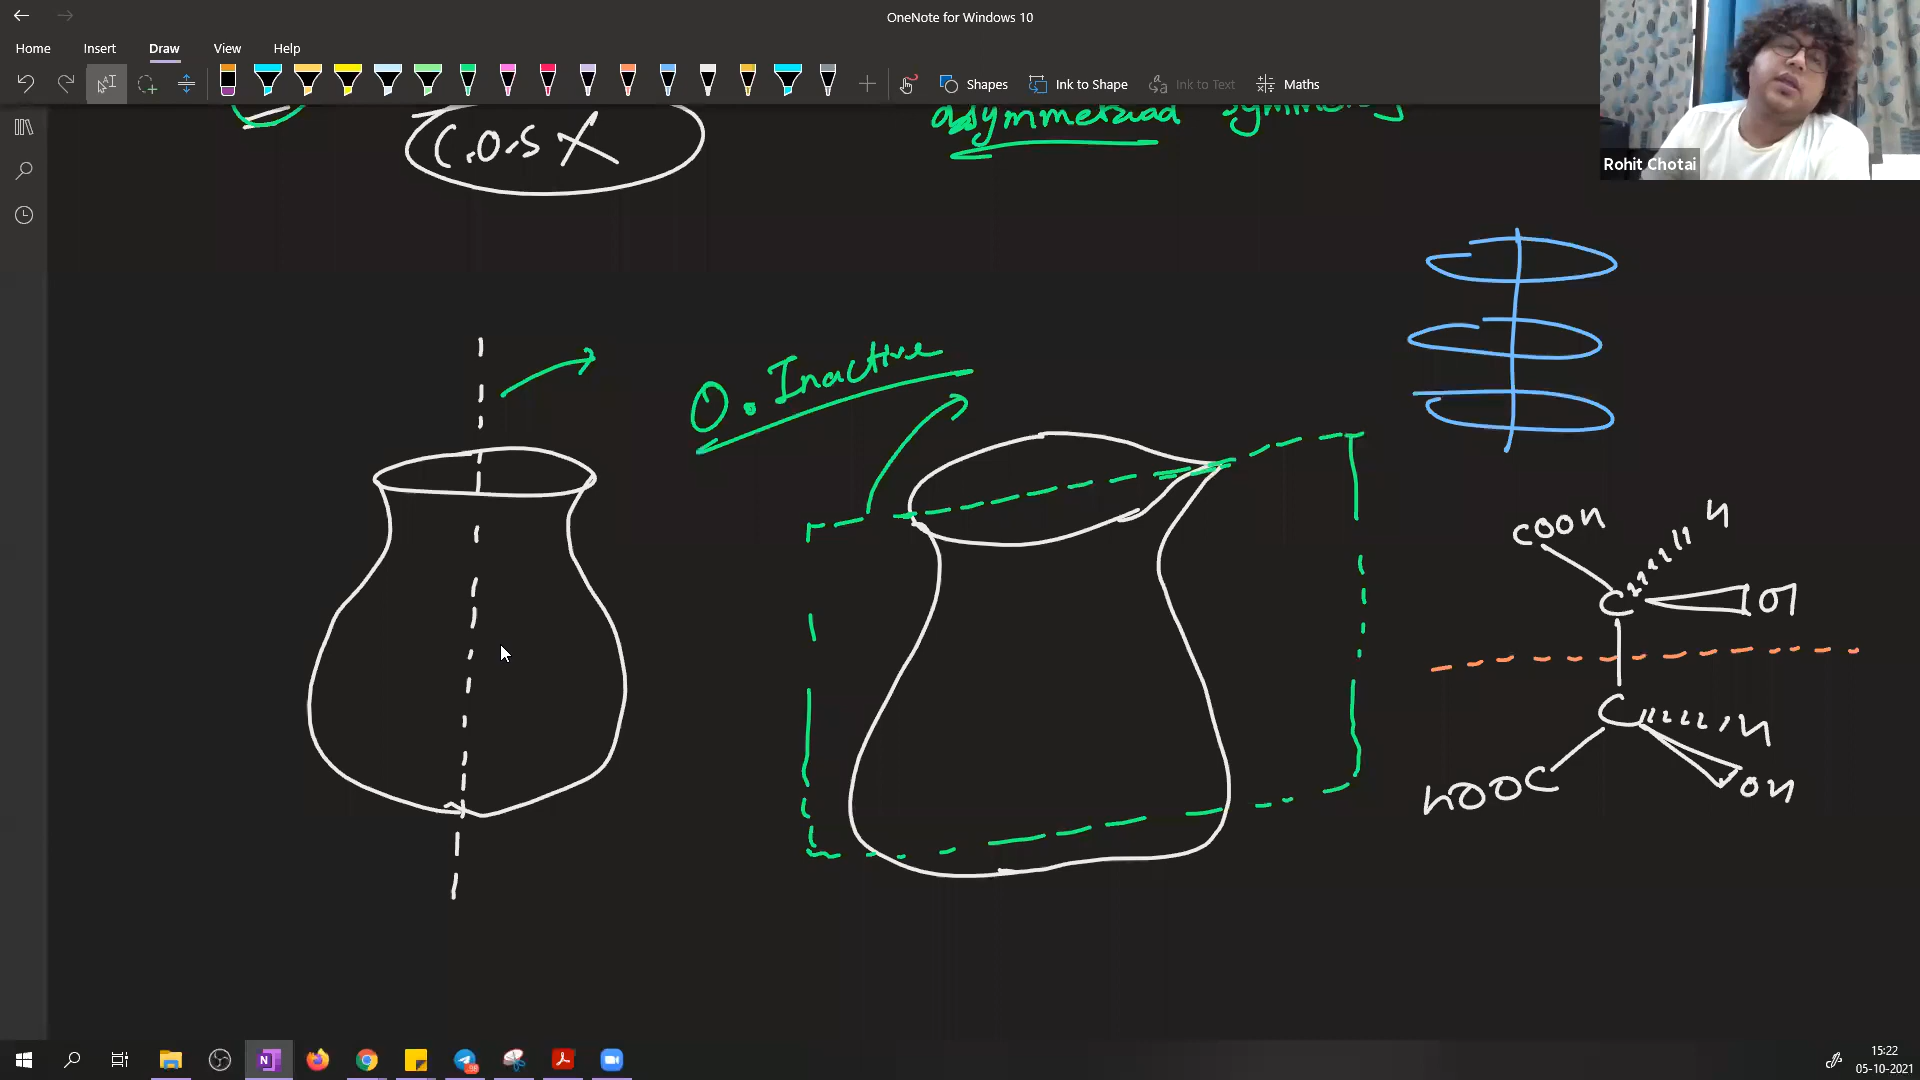 OneNote for Windows 10
Home Insert Draw View Help
Shapes Ink to Shape Ink to Text Maths
Rohit Chotai
C.O.S X
O. Inactive
COOH H
C OH
C H
HOOC OH
15:22
05-10-2021